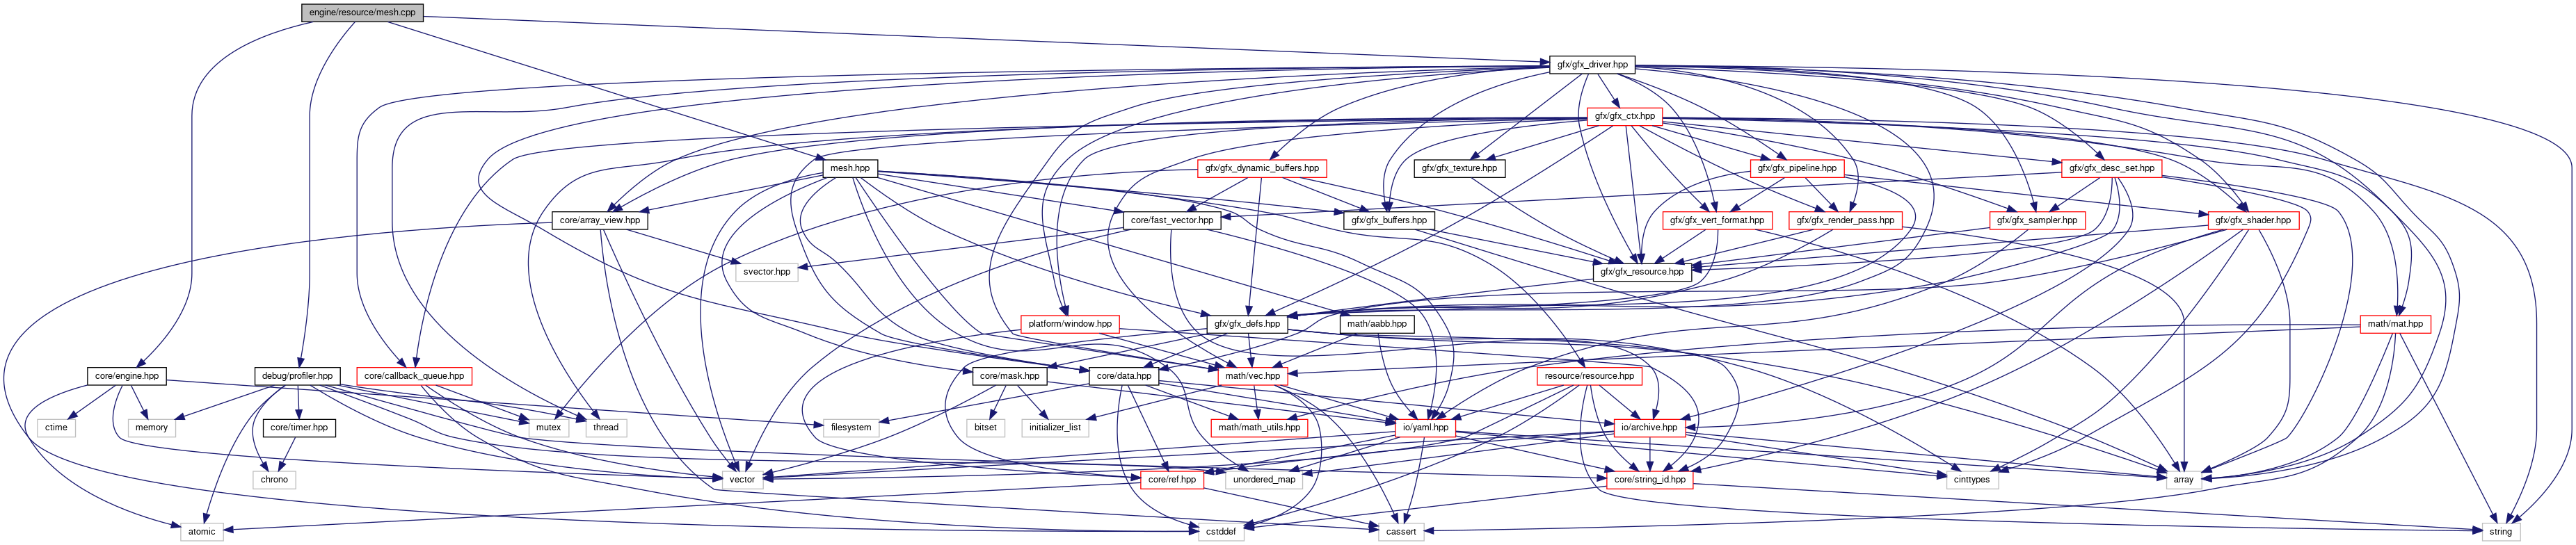 engine/resource/mesh.cpp
gfx/gfx_driver.hpp
gfx/gfx_ctx.hpp
mesh.hpp
gfx/gfx_dynamic_buffers.hpp
gfx/gfx_texture.hpp
gfx/gfx_pipeline.hpp
gfx/gfx_desc_set.hpp
core/array_view.hpp
core/fast_vector.hpp
gfx/gfx_buffers.hpp
gfx/gfx_vert_format.hpp
gfx/gfx_render_pass.hpp
gfx/gfx_sampler.hpp
gfx/gfx_shader.hpp
svector.hpp
gfx/gfx_resource.hpp
platform/window.hpp
gfx/gfx_defs.hpp
math/aabb.hpp
math/mat.hpp
core/engine.hpp
debug/profiler.hpp
core/callback_queue.hpp
core/mask.hpp
core/data.hpp
math/vec.hpp
resource/resource.hpp
ctime
memory
core/timer.hpp
mutex
thread
filesystem
bitset
initializer_list
math/math_utils.hpp
io/yaml.hpp
io/archive.hpp
chrono
vector
core/ref.hpp
unordered_map
core/string_id.hpp
cinttypes
array
atomic
cstddef
cassert
string